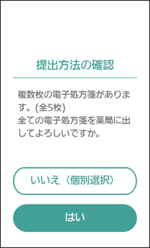 提出方法の確認
複数枚の電子処方箋がありま
す。(全5枚)
全ての電子処方箋を薬局に出
してよろしいですか。
いいえ（個別選択）
はい